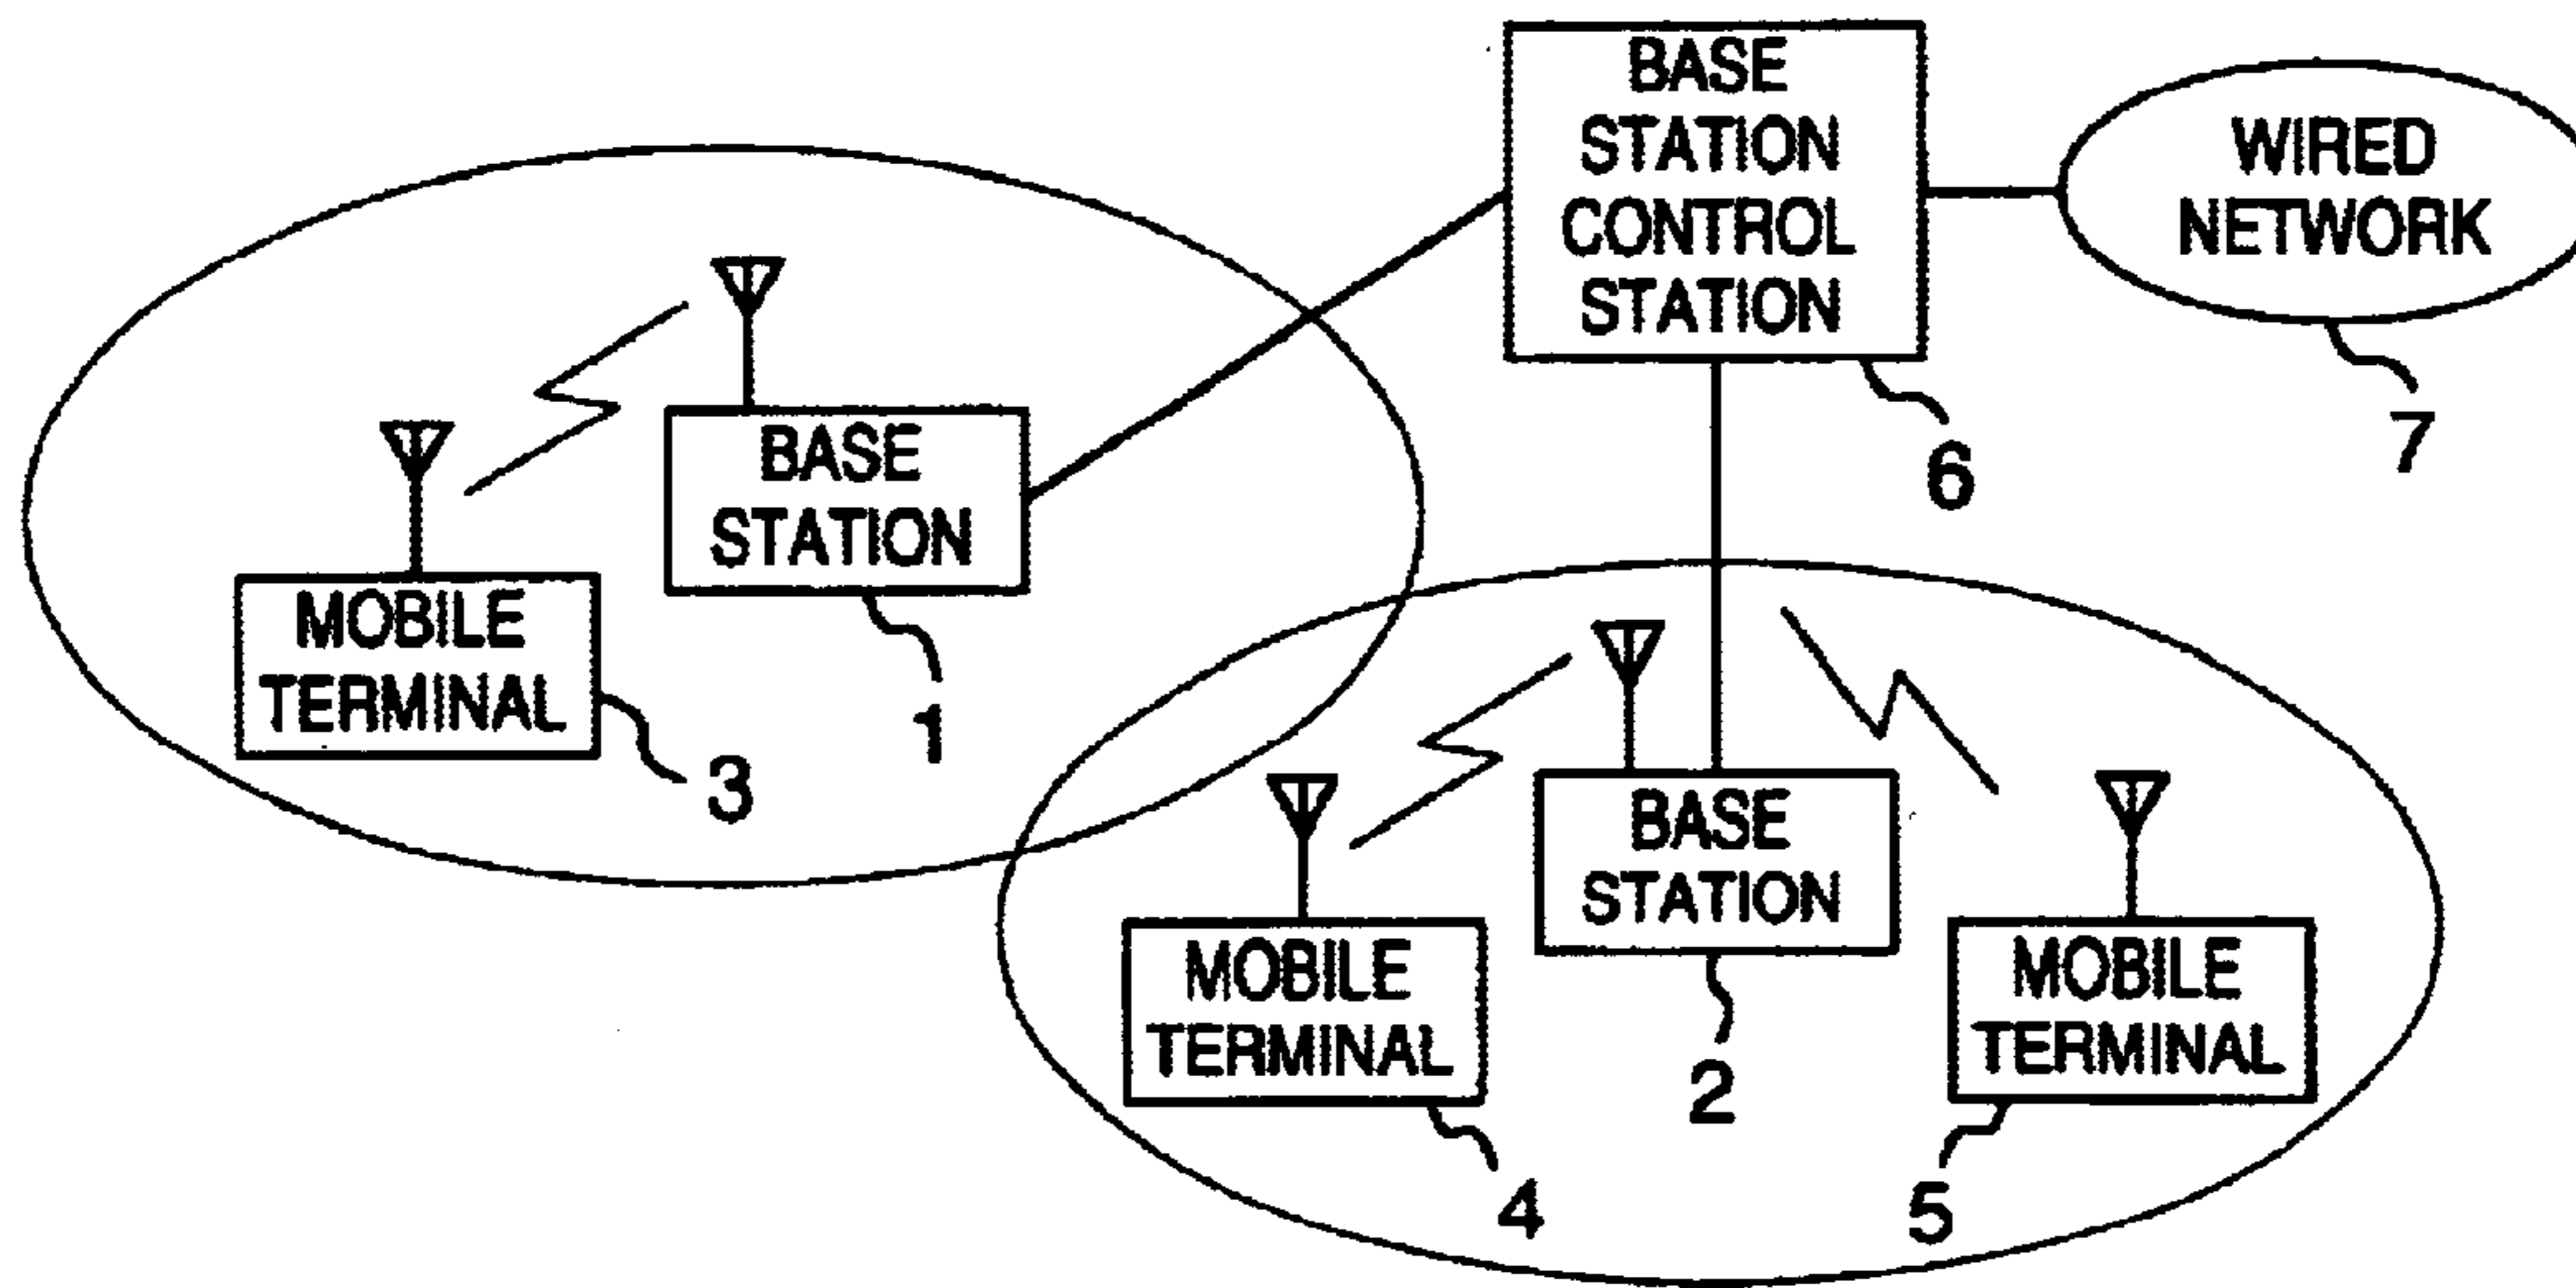 BASE
STATION
CONTROL
STATION
6
WIRED
NETWORK
7
BASE
STATION
1
MOBILE
TERMINAL
3
BASE
STATION
2
MOBILE
TERMINAL
4
MOBILE
TERMINAL
5